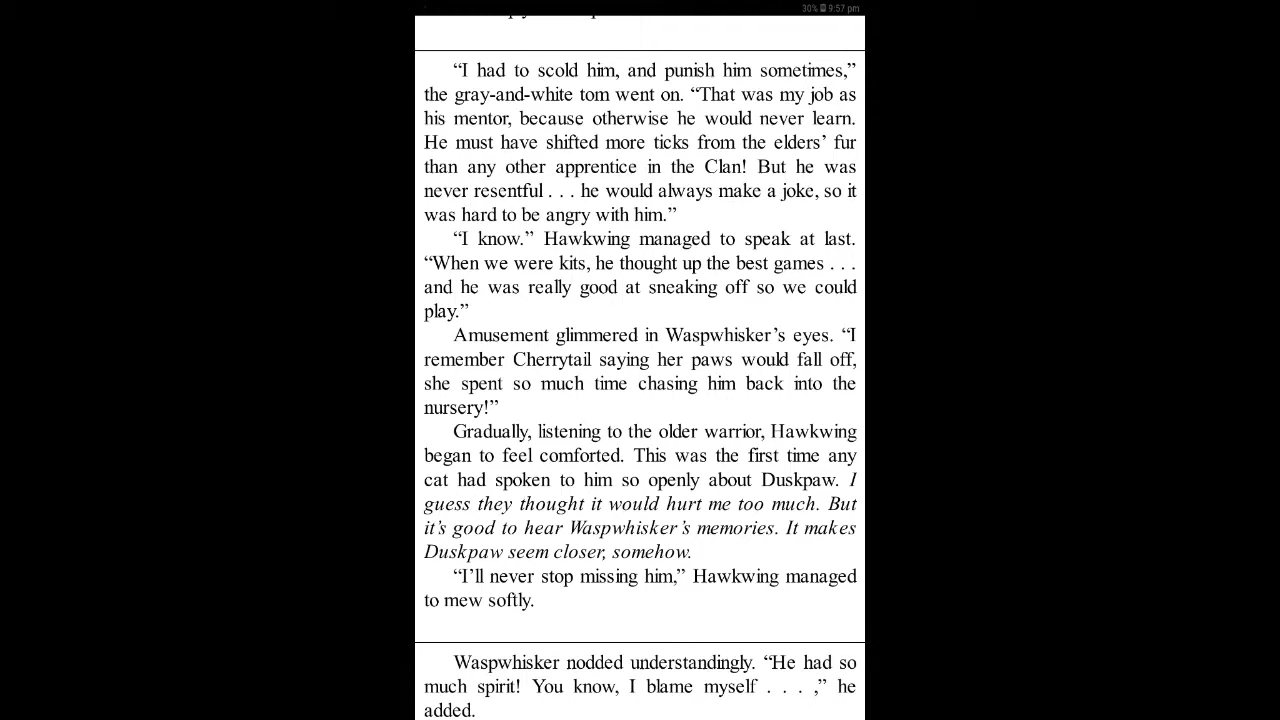 30% 9:57 pm
“I had to scold him, and punish him sometimes,”
the gray-and-white tom went on. “That was my job as
his mentor, because otherwise he would never learn.
He must have shifted more ticks from the elders’ fur
than any other apprentice in the Clan! But he was
never resentful . . . he would always make a joke, so it
was hard to be angry with him.”
“I know.” Hawkwing managed to speak at last.
“When we were kits, he thought up the best games . . .
and he was really good at sneaking off so we could
play.”
Amusement glimmered in Waspwhisker’s eyes. “I
remember Cherrytail saying her paws would fall off,
she spent so much time chasing him back into the
nursery!”
Gradually, listening to the older warrior, Hawkwing
began to feel comforted. This was the first time any
cat had spoken to him so openly about Duskpaw. I
guess they thought it would hurt me too much. But
it’s good to hear Waspwhisker’s memories. It makes
Duskpaw seem closer, somehow.
“I’ll never stop missing him,” Hawkwing managed
to mew softly.
Waspwhisker nodded understandingly. “He had so
much spirit! You know, I blame myself . . . ,” he
added.